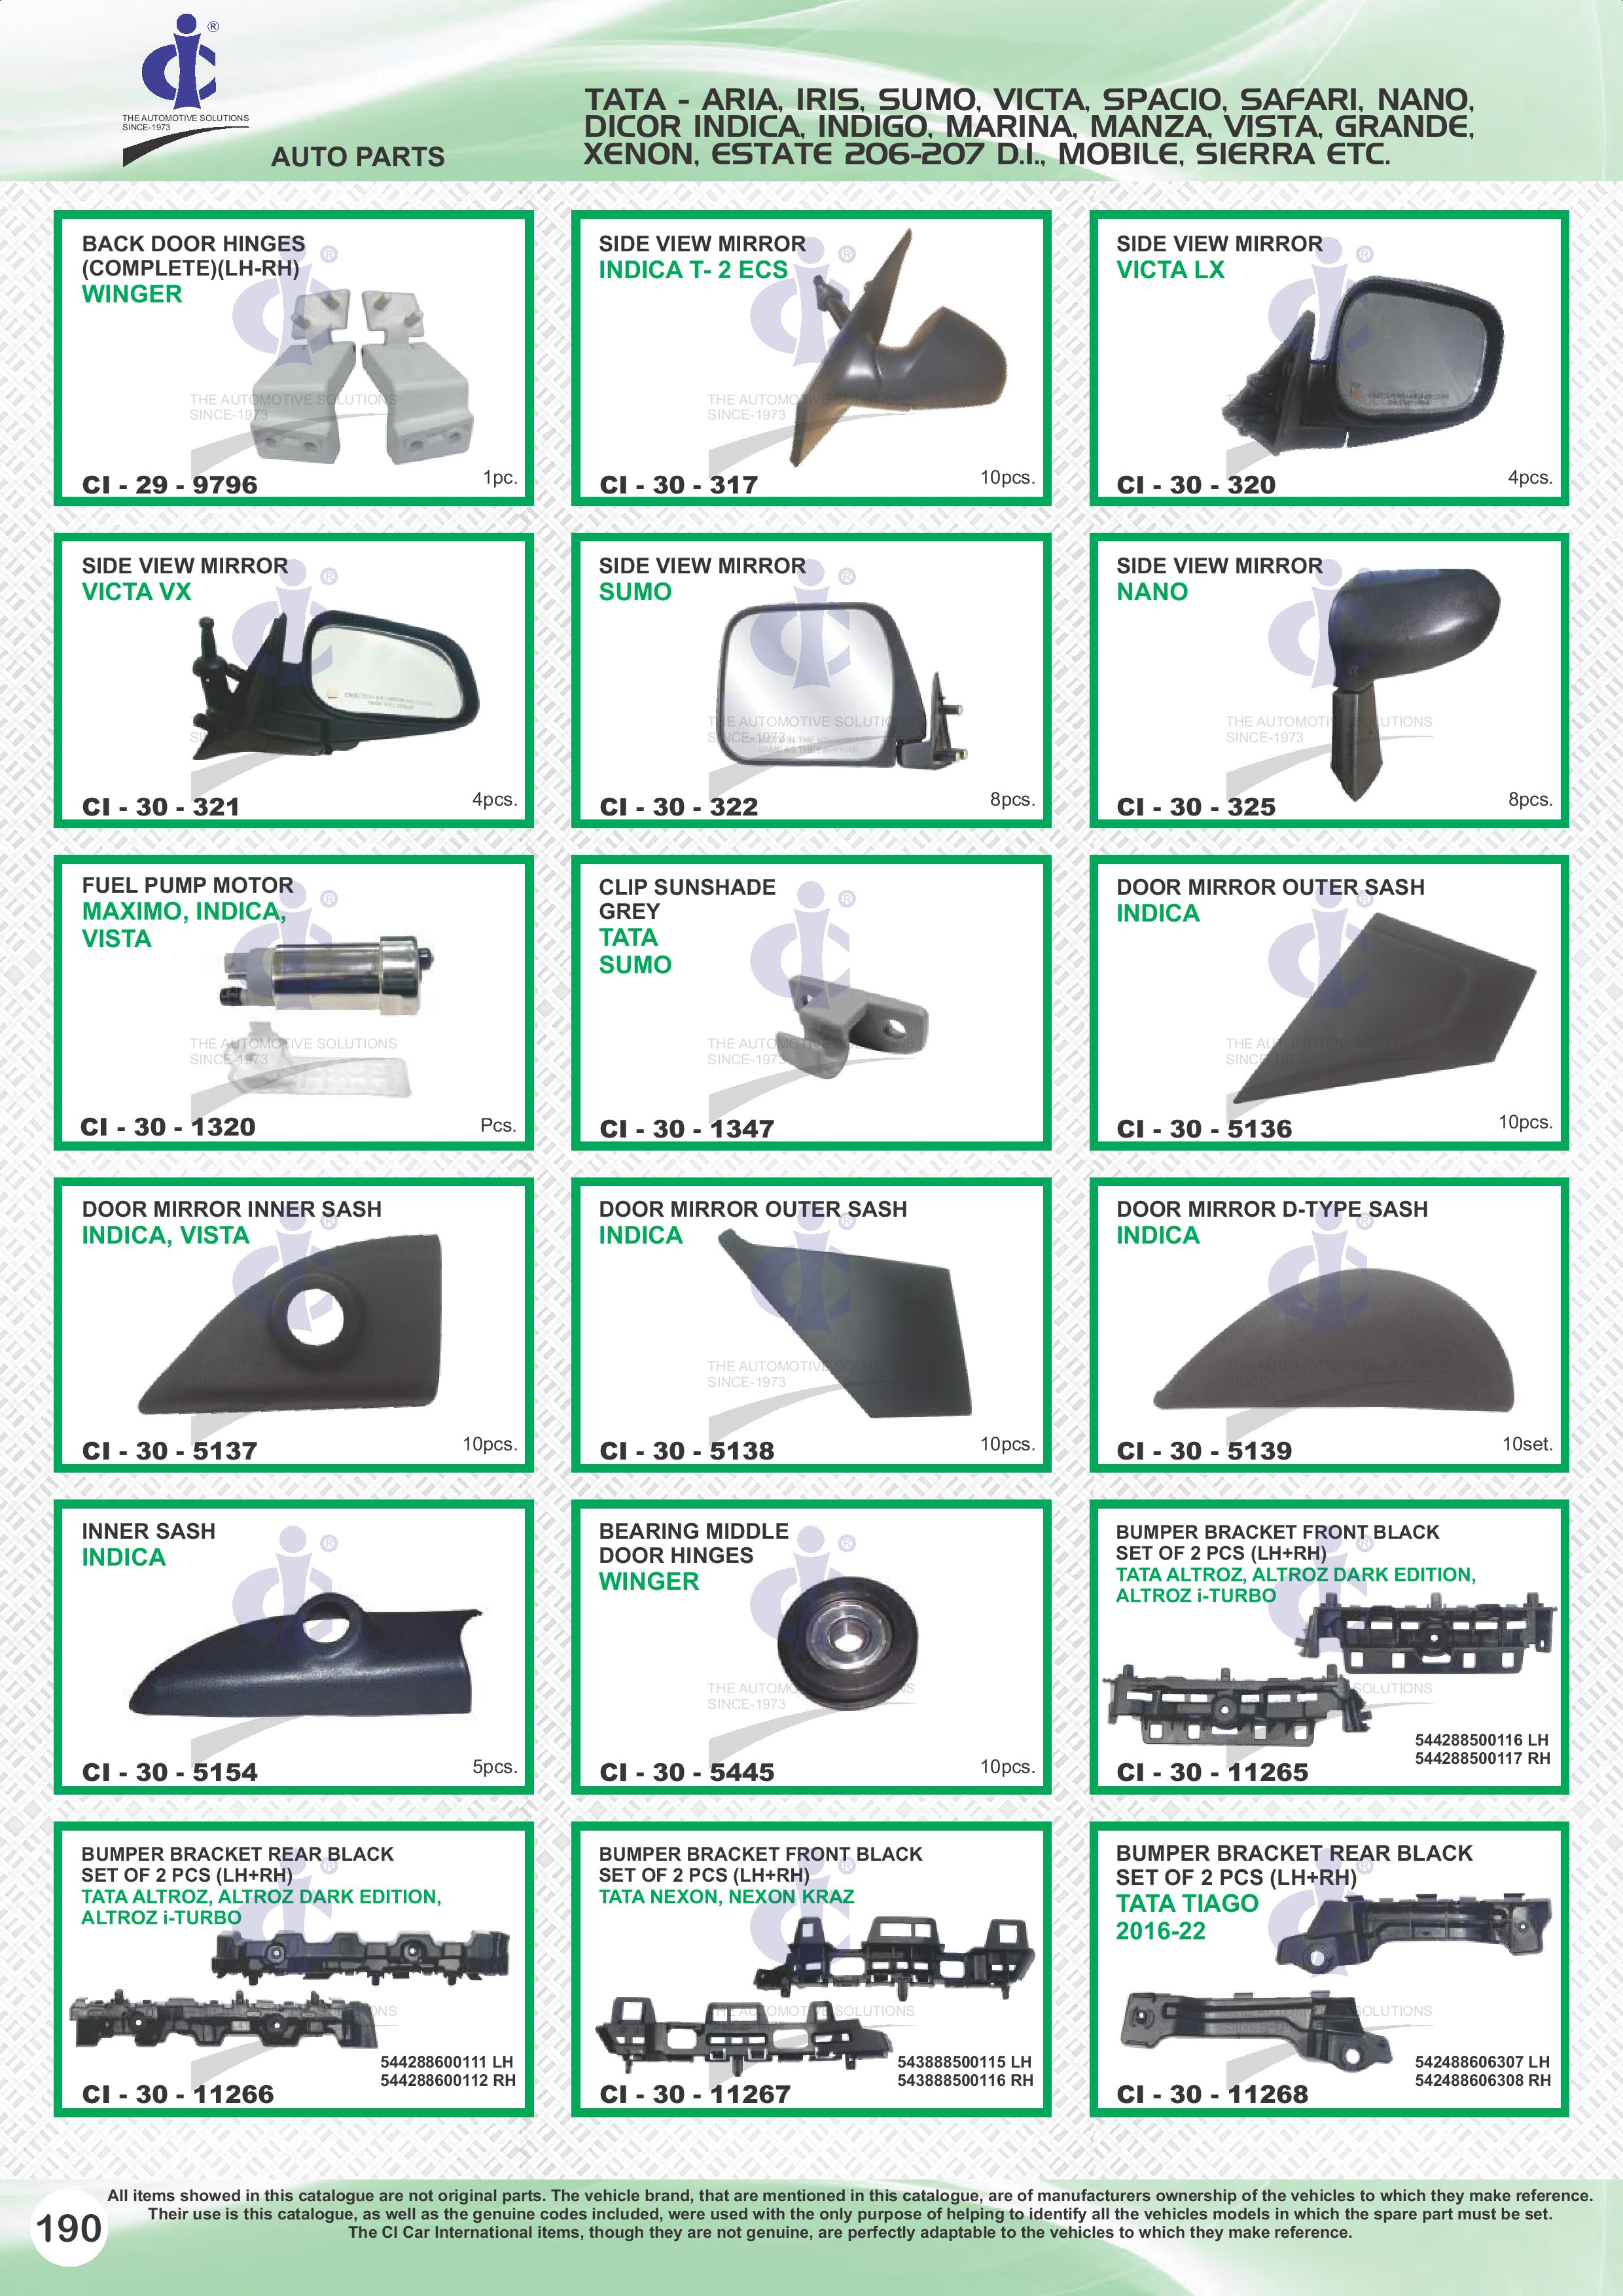 ®
THE AUTOMOTIVE SOLUTIONS
SINCE-1973
AUTO PARTS
TATA - ARIA, IRIS, SUMO, VICTA, SPACIO, SAFARI, NANO,
DICOR INDICA, INDIGO, MARINA, MANZA, VISTA, GRANDE,
XENON, ESTATE 206-207 D.I., MOBILE, SIERRA ETC.
BACK DOOR HINGES
(COMPLETE)(LH-RH)
WINGER
CI - 29 - 9796
1pc.
SIDE VIEW MIRROR
INDICA T- 2 ECS
CI - 30 - 317
10pcs.
SIDE VIEW MIRROR
VICTA LX
CI - 30 - 320
4pcs.
SIDE VIEW MIRROR
VICTA VX
CI - 30 - 321
4pcs.
SIDE VIEW MIRROR
SUMO
CI - 30 - 322
8pcs.
SIDE VIEW MIRROR
NANO
CI - 30 - 325
8pcs.
FUEL PUMP MOTOR
MAXIMO, INDICA,
VISTA
CI - 30 - 1320
Pcs.
CLIP SUNSHADE
GREY
TATA
SUMO
CI - 30 - 1347
DOOR MIRROR OUTER SASH
INDICA
CI - 30 - 5136
10pcs.
DOOR MIRROR INNER SASH
INDICA, VISTA
CI - 30 - 5137
10pcs.
DOOR MIRROR OUTER SASH
INDICA
CI - 30 - 5138
10pcs.
DOOR MIRROR D-TYPE SASH
INDICA
CI - 30 - 5139
10set.
INNER SASH
INDICA
CI - 30 - 5154
5pcs.
BEARING MIDDLE
DOOR HINGES
WINGER
CI - 30 - 5445
10pcs.
BUMPER BRACKET FRONT BLACK
SET OF 2 PCS (LH+RH)
TATA ALTROZ, ALTROZ DARK EDITION,
ALTROZ i-TURBO
544288500116 LH
544288500117 RH
CI - 30 - 11265
BUMPER BRACKET REAR BLACK
SET OF 2 PCS (LH+RH)
TATA ALTROZ, ALTROZ DARK EDITION,
ALTROZ i-TURBO
544288600111 LH
544288600112 RH
CI - 30 - 11266
BUMPER BRACKET FRONT BLACK
SET OF 2 PCS (LH+RH)
TATA NEXON, NEXON KRAZ
543888500115 LH
543888500116 RH
CI - 30 - 11267
BUMPER BRACKET REAR BLACK
SET OF 2 PCS (LH+RH)
TATA TIAGO
2016-22
542488606307 LH
542488606308 RH
CI - 30 - 11268
190
All items showed in this catalogue are not original parts. The vehicle brand, that are mentioned in this catalogue, are of manufacturers ownership of the vehicles to which they make reference.
Their use is this catalogue, as well as the genuine codes included, were used with the only purpose of helping to identify all the vehicles models in which the spare part must be set.
The CI Car International items, though they are not genuine, are perfectly adaptable to the vehicles to which they make reference.